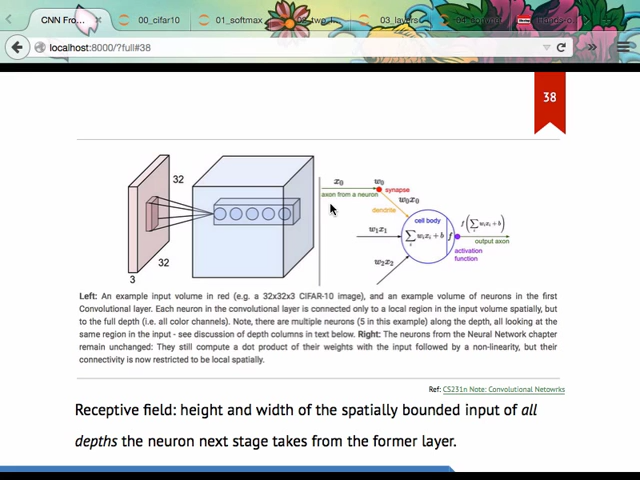 CNN Fro...
00_cifar10
01_softmax
03_layers
localhost:8000/?full#38
38
32
32
3
x0
w0
axon from a neuron
synapse
w0x0
dendrite
cell body
w1x1
∑ wixi + b
i
f
f(∑ wixi + b)
i
output axon
activation
function
w2x2
Left: An example input volume in red (e.g. a 32x32x3 CIFAR-10 image), and an example volume of neurons in the first
Convolutional layer. Each neuron in the convolutional layer is connected only to a local region in the input volume spatially, but
to the full depth (i.e. all color channels). Note, there are multiple neurons (5 in this example) along the depth, all looking at the
same region in the input - see discussion of depth columns in text below. Right: The neurons from the Neural Network chapter
remain unchanged: They still compute a dot product of their weights with the input followed by a non-linearity, but their
connectivity is now restricted to be local spatially.
Ref: CS231n Note: Convolutional Netowrks
Receptive field: height and width of the spatially bounded input of all
depths the neuron next stage takes from the former layer.